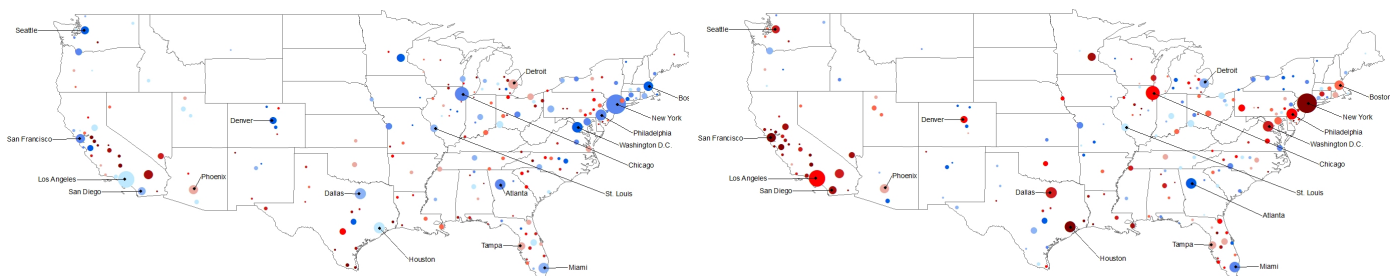 Seattle
Detroit
Bos
New York
Denver
Philadelphia
San Francisco
Washington D.C.
Chicago
Los Angeles
Phoenix
San Diego
Dallas
Atlanta
St. Louis
Tampa
Houston
Miami
Seattle
Detroit
Boston
New York
Denver
Philadelphia
San Francisco
Washington D.C.
Chicago
Los Angeles
Phoenix
San Diego
Dallas
St. Louis
Atlanta
Tampa
Houston
Miami